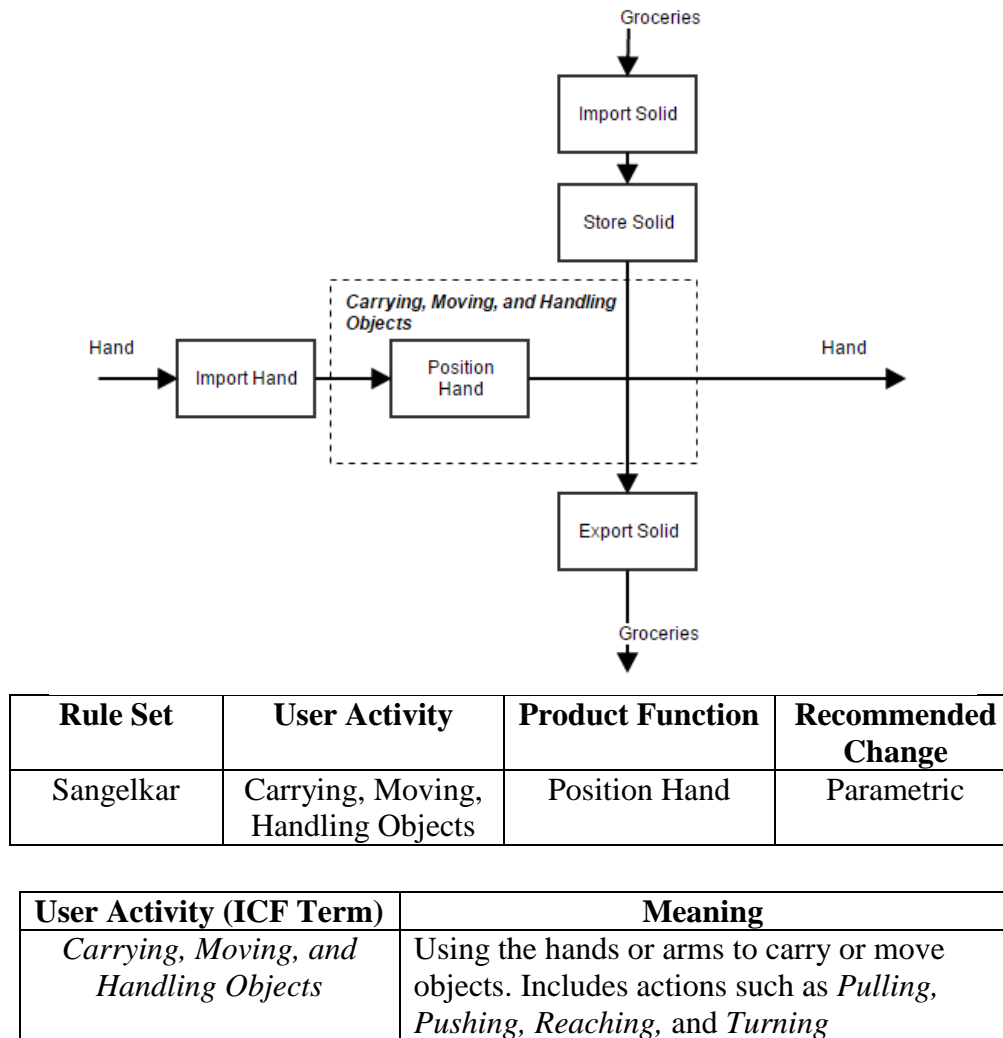 Groceries
Import Solid
Store Solid
Carrying, Moving, and Handling
Objects
Hand
Import Hand
Position
Hand
Hand
Export Solid
Groceries
Rule Set User Activity Product Function Recommended
Change
Sangelkar Carrying, Moving, Position Hand Parametric
Handling Objects
User Activity (ICF Term) Meaning
Carrying, Moving, and Using the hands or arms to carry or move
Handling Objects objects. Includes actions such as Pulling,
Pushing, Reaching, and Turning